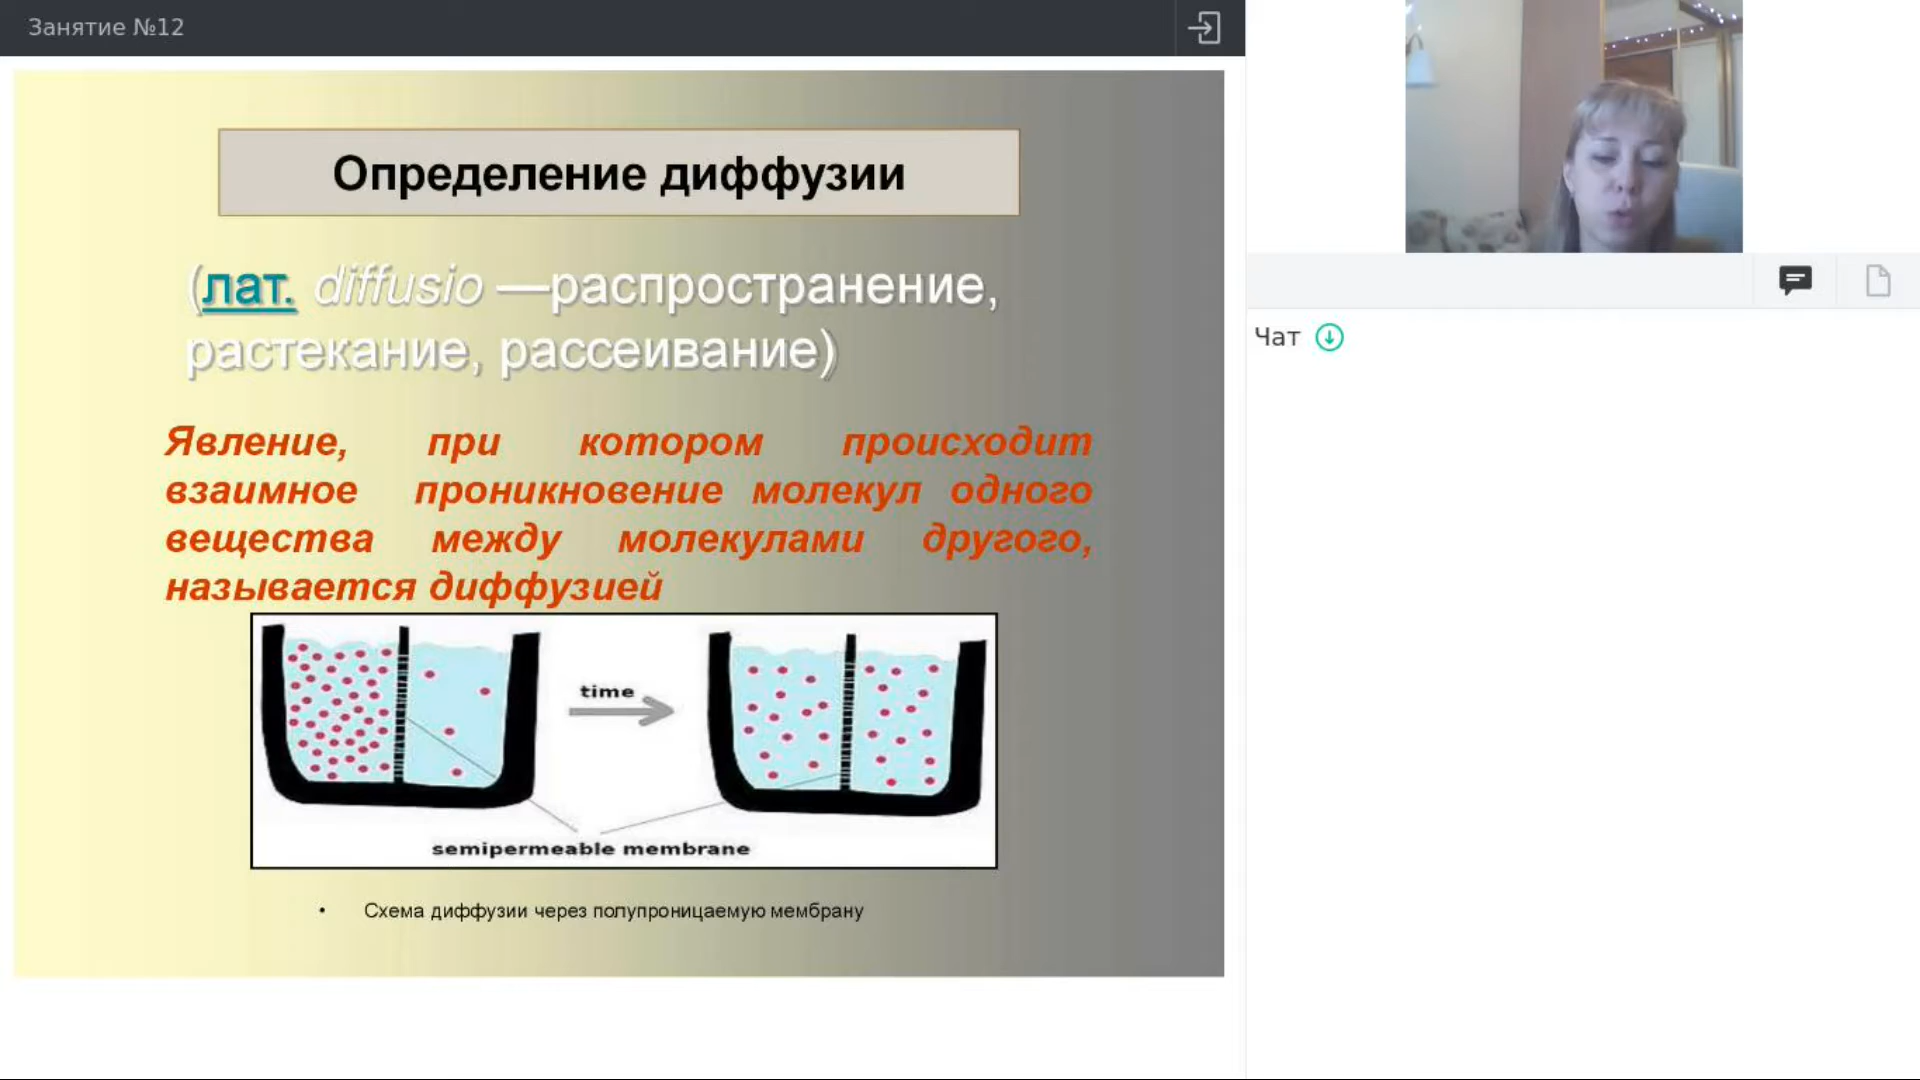 Занятие №12
Определение диффузии
(лат. diffusio —распространение,
растекание, рассеивание)
Явление, при котором происходит
взаимное проникновение молекул одного
вещества между молекулами другого,
называется диффузией
time
semipermeable membrane
• Схема диффузии через полупроницаемую мембрану
Чат